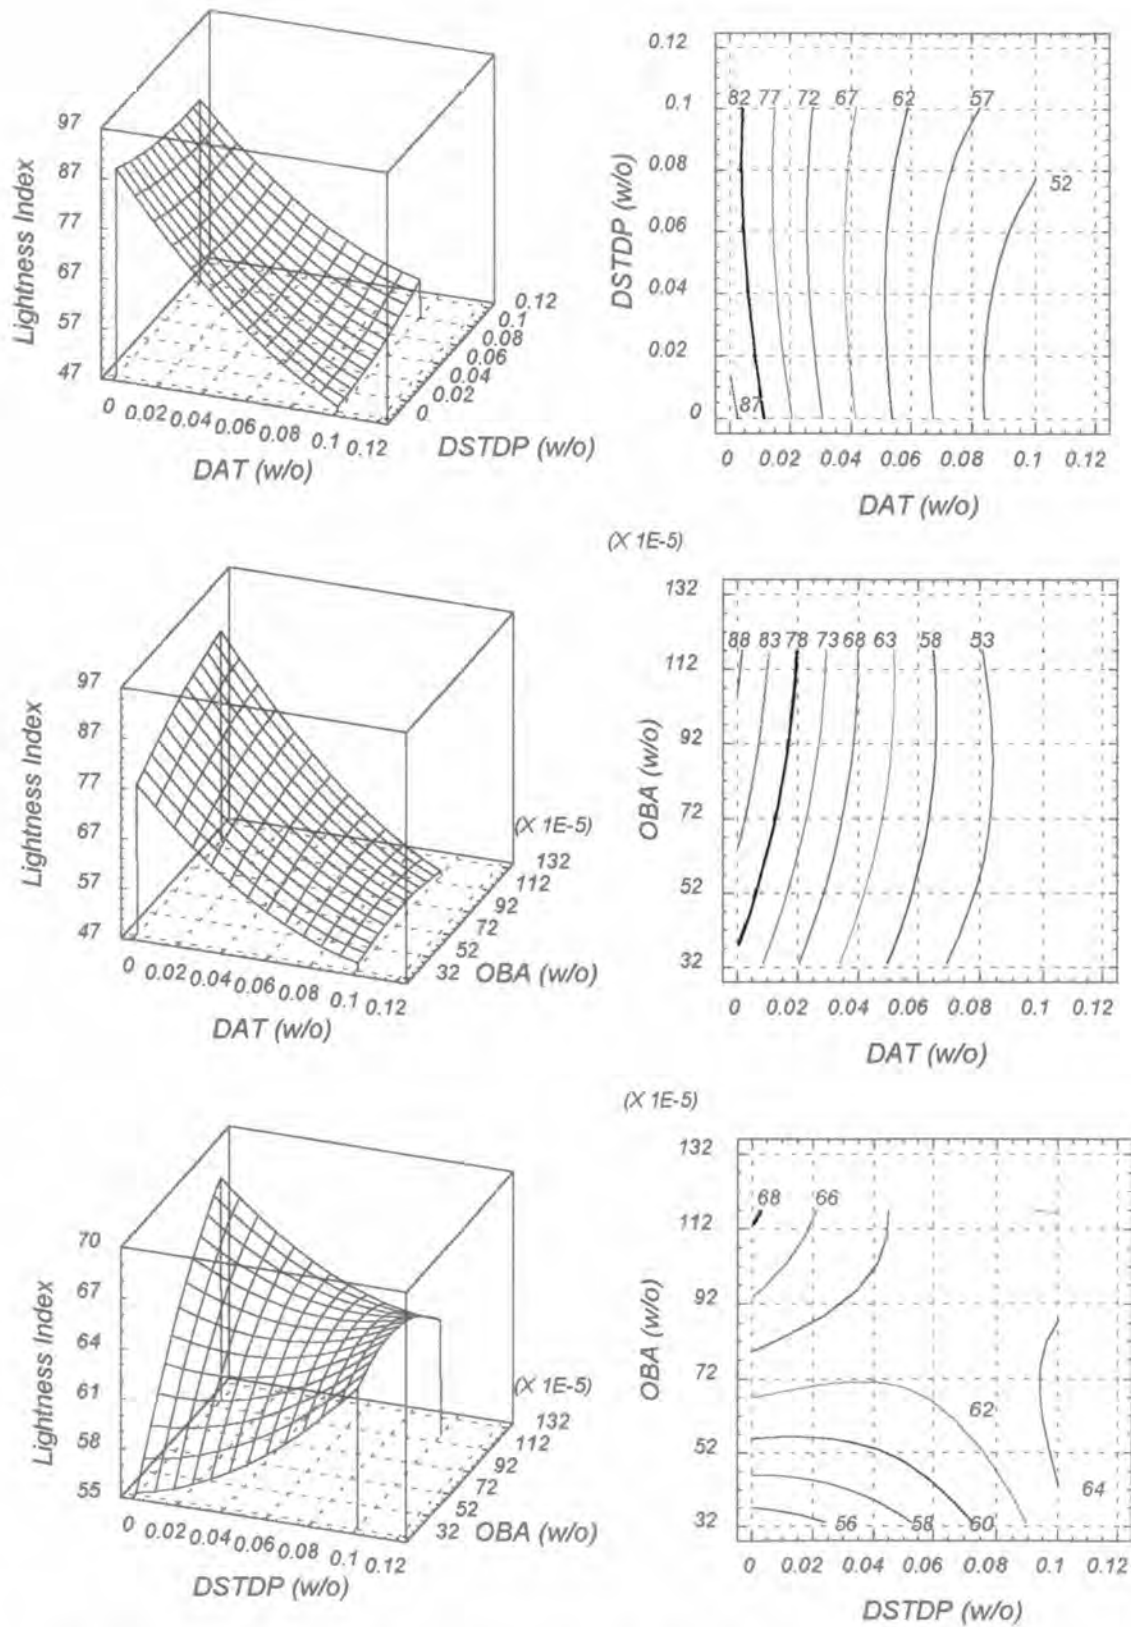 97
87
77
67
57
47
Lightness Index
0 0.02 0.04 0.06 0.08 0.1 0.12
DAT (w/o)
0.12
0.1
0.08
0.06
0.04
0.02
0
DSTDP (w/o)
0.12
0.1
0.08
0.06
0.04
0.02
0
DSTDP (w/o)
82 77 72 67 62 57
52
87
0 0.02 0.04 0.06 0.08 0.1 0.12
DAT (w/o)
97
87
77
67
57
47
Lightness Index
0 0.02 0.04 0.06 0.08 0.1 0.12
DAT (w/o)
(X 1E-5)
132
112
92
72
52
32
OBA (w/o)
(X 1E-5)
132
112
92
72
52
32
OBA (w/o)
88 83 78 73 68 63 58 53
0 0.02 0.04 0.06 0.08 0.1 0.12
DAT (w/o)
70
67
64
61
58
55
Lightness Index
0 0.02 0.04 0.06 0.08 0.1 0.12
DSTDP (w/o)
(X 1E-5)
132
112
92
72
52
32
OBA (w/o)
(X 1E-5)
132
112
92
72
52
32
OBA (w/o)
68 66
62
64
56 58 60
0 0.02 0.04 0.06 0.08 0.1 0.12
DSTDP (w/o)